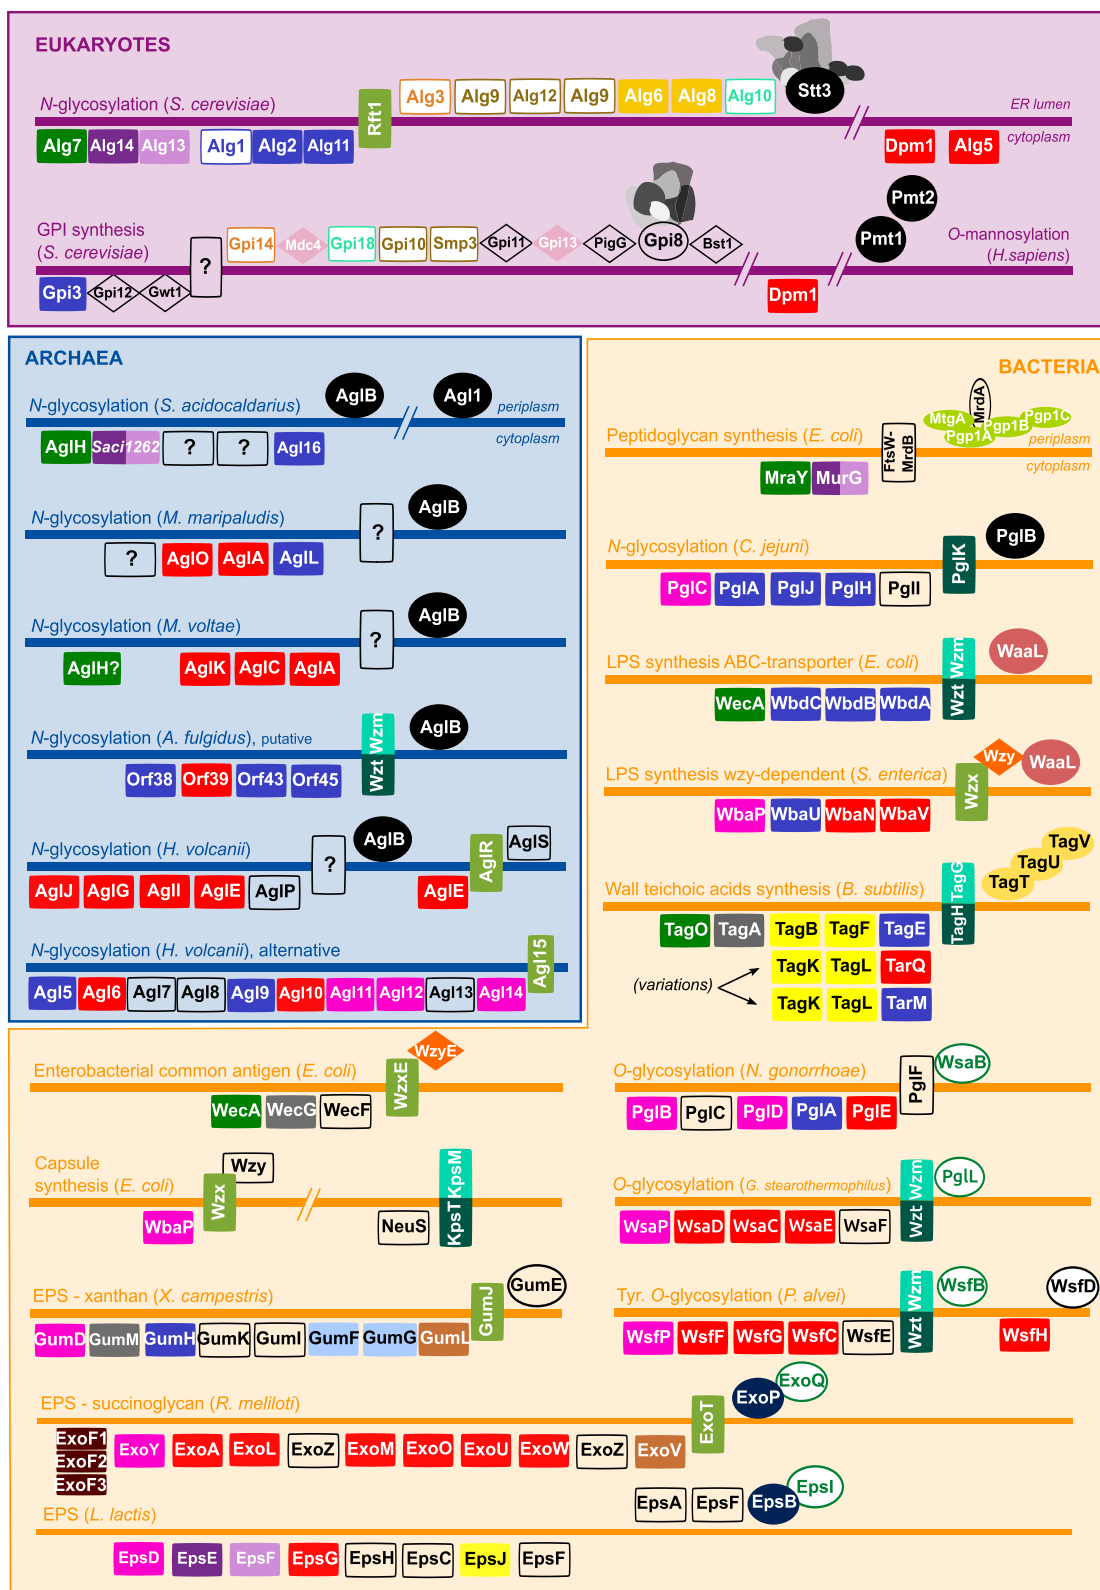 EUKARYOTES
N-glycosylation (S. cerevisiae)
Rft1
Alg3 Alg9 Alg12 Alg9 Alg6 Alg8 Alg10 Stt3
ER lumen
cytoplasm
Alg7 Alg14 Alg13 Alg1 Alg2 Alg11
Dpm1 Alg5
Pmt2
Pmt1
GPI synthesis
(S. cerevisiae)
?
Gpi14 Mdc4 Gpi18 Gpi10 Smp3 Gpi11 Gpi13 PigG Gpi8 Bst1
O-mannosylation
(H.sapiens)
Gpi3 Gpi12 Gwt1
Dpm1
ARCHAEA
N-glycosylation (S. acidocaldarius)
AglB Agl1
periplasm
cytoplasm
AglH Saci1262 ? ? Agl16
N-glycosylation (M. maripaludis)
? AglB
? AglO AglA AglL
N-glycosylation (M. voltae)
? AglB
AglH? AglK AglC AglA
N-glycosylation (A. fulgidus), putative
Wzt Wzm AglB
Orf38 Orf39 Orf43 Orf45
N-glycosylation (H. volcanii)
? AglB AglR AglS
AglJ AglG AglI AglE AglP AglE
N-glycosylation (H. volcanii), alternative
Agl15
Agl5 Agl6 Agl7 Agl8 Agl9 Agl10 Agl11 Agl12 Agl13 Agl14
BACTERIA
Peptidoglycan synthesis (E. coli)
FtsW-
MrdB
MtgA MrdA Pgp1A Pgp1B Pgp1C
periplasm
cytoplasm
MraY MurG
N-glycosylation (C. jejuni)
PglK PglB
PglC PglA PglJ PglH PglI
LPS synthesis ABC-transporter (E. coli)
Wzt Wzm WaaL
WecA WbdC WbdB WbdA
LPS synthesis wzy-dependent (S. enterica)
Wzx Wzy WaaL
WbaP WbaU WbaN WbaV
Wall teichoic acids synthesis (B. subtilis)
TagH TagG TagT TagU TagV
TagO TagA TagB TagF TagE
TagK TagL TarQ
(variations)
TagK TagL TarM
Enterobacterial common antigen (E. coli)
WzxE WzyE
WecA WecG WecF
Capsule
synthesis (E. coli)
Wzx Wzy
KpsT KpsM
WbaP NeuS
EPS - xanthan (X. campestris)
GumJ GumE
GumD GumM GumH GumK GumI GumF GumG GumL
O-glycosylation (N. gonorrhoae)
PglF WsaB
PglB PglC PglD PglA PglE
O-glycosylation (G. stearothermophilus)
Wzt Wzm PglL
WsaP WsaD WsaC WsaE WsaF
Tyr. O-glycosylation (P. alvei)
Wzt Wzm WsfB WsfD
WsfP WsfF WsfG WsfC WsfE WsfH
EPS - succinoglycan (R. meliloti)
ExoT ExoP ExoQ
ExoF1
ExoF2
ExoF3
ExoY ExoA ExoL ExoZ ExoM ExoO ExoU ExoW ExoZ ExoV
EPS (L. lactis)
EpsA EpsF EpsB EpsI
EpsD EpsE EpsF EpsG EpsH EpsC EpsJ EpsF